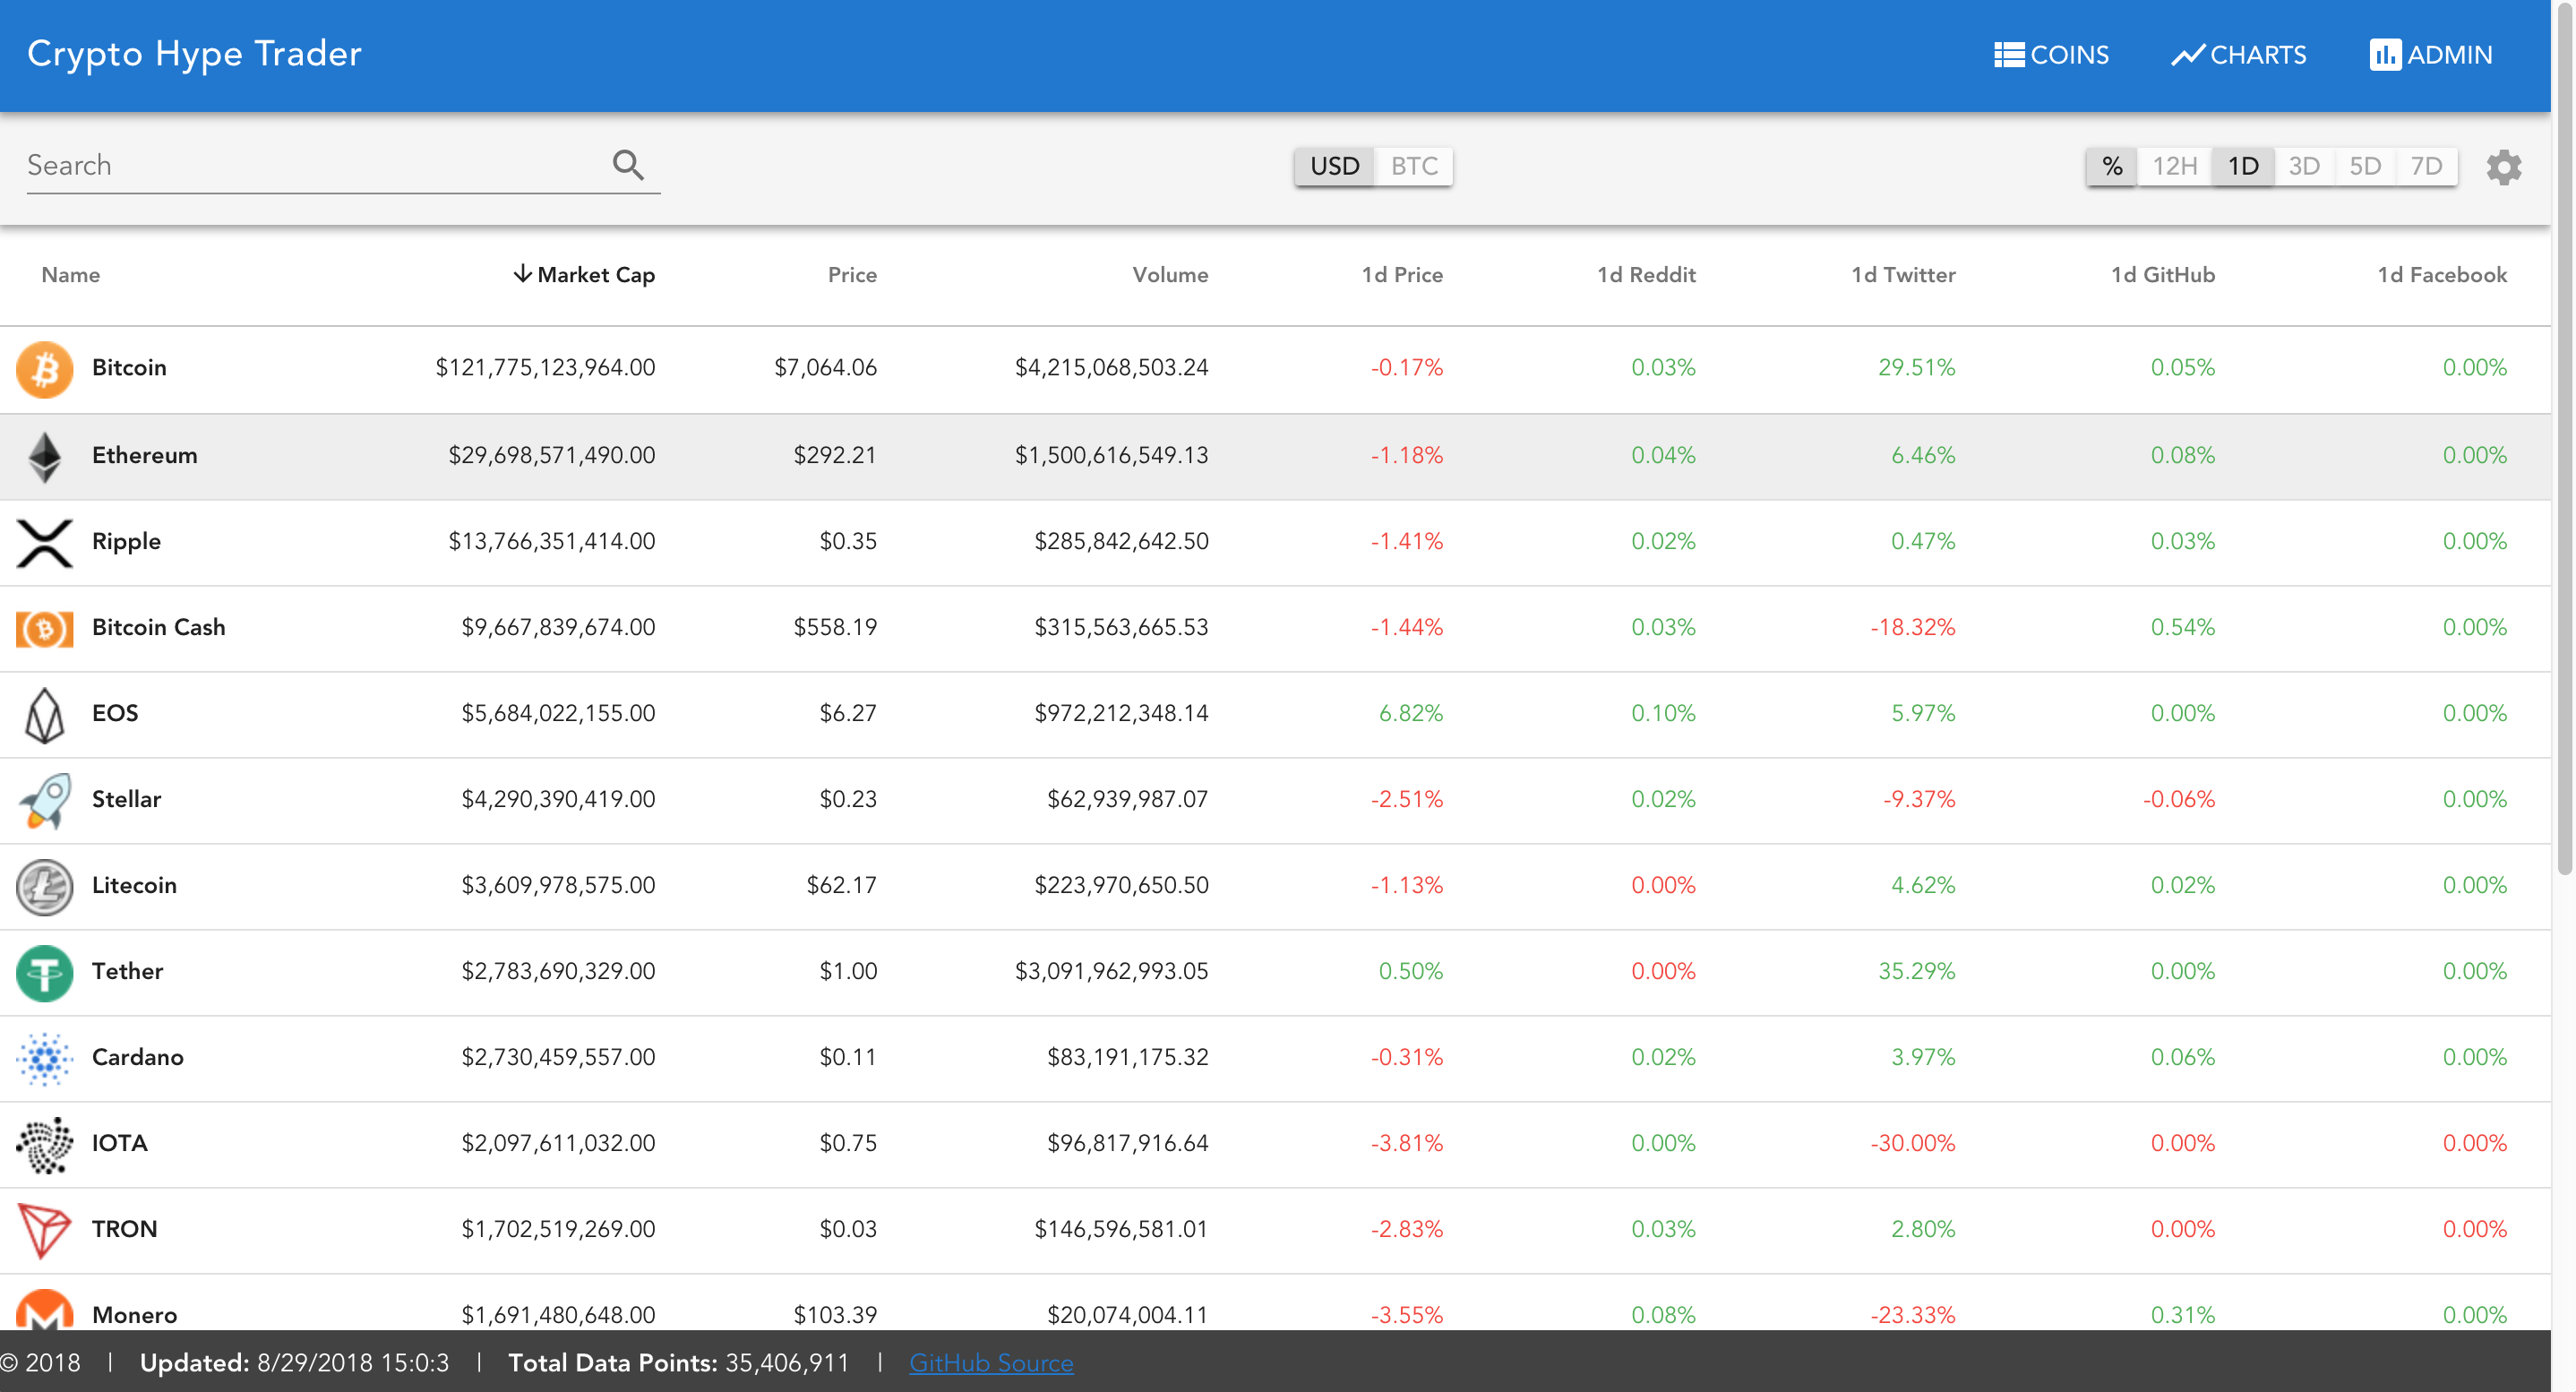 Crypto Hype Trader COINS CHARTS ADMIN
Search USD BTC % 12H 1D 3D 5D 7D
Name Market Cap Price Volume 1d Price 1d Reddit 1d Twitter 1d GitHub 1d Facebook
Bitcoin $121,775,123,964.00 $7,064.06 $4,215,068,503.24 -0.17% 0.03% 29.51% 0.05% 0.00%
Ethereum $29,698,571,490.00 $292.21 $1,500,616,549.13 -1.18% 0.04% 6.46% 0.08% 0.00%
Ripple $13,766,351,414.00 $0.35 $285,842,642.50 -1.41% 0.02% 0.47% 0.03% 0.00%
Bitcoin Cash $9,667,839,674.00 $558.19 $315,563,665.53 -1.44% 0.03% -18.32% 0.54% 0.00%
EOS $5,684,022,155.00 $6.27 $972,212,348.14 6.82% 0.10% 5.97% 0.00% 0.00%
Stellar $4,290,390,419.00 $0.23 $62,939,987.07 -2.51% 0.02% -9.37% -0.06% 0.00%
Litecoin $3,609,978,575.00 $62.17 $223,970,650.50 -1.13% 0.00% 4.62% 0.02% 0.00%
Tether $2,783,690,329.00 $1.00 $3,091,962,993.05 0.50% 0.00% 35.29% 0.00% 0.00%
Cardano $2,730,459,557.00 $0.11 $83,191,175.32 -0.31% 0.02% 3.97% 0.06% 0.00%
IOTA $2,097,611,032.00 $0.75 $96,817,916.64 -3.81% 0.00% -30.00% 0.00% 0.00%
TRON $1,702,519,269.00 $0.03 $146,596,581.01 -2.83% 0.03% 2.80% 0.00% 0.00%
Monero $1,691,480,648.00 $103.39 $20,074,004.11 -3.55% 0.08% -23.33% 0.31% 0.00%
© 2018 | Updated: 8/29/2018 15:0:3 | Total Data Points: 35,406,911 | GitHub Source